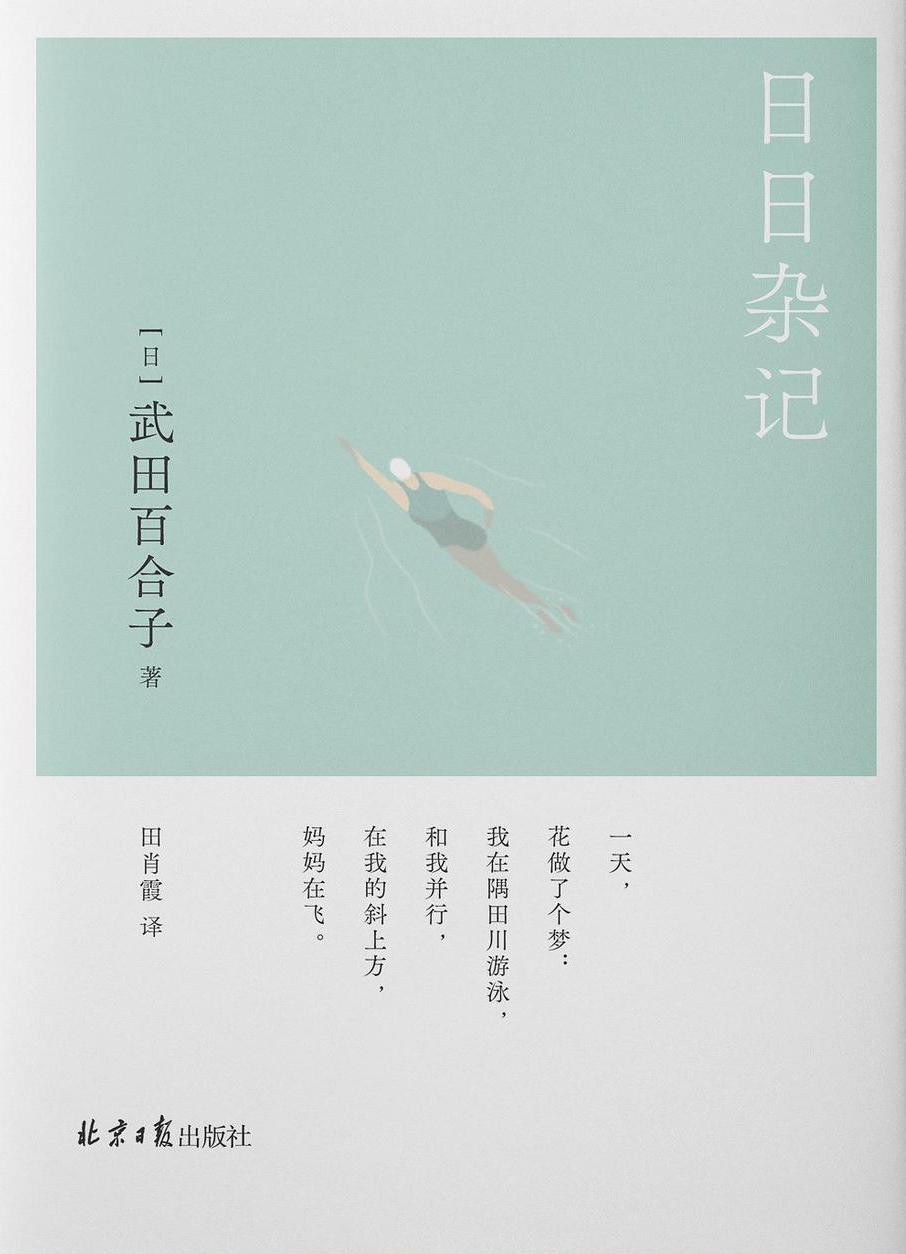 日日杂记
[日]武田百合子 著
一天，
花做了个梦：
我在隅田川游泳，
和我并行，
在我的斜上方，
妈妈在飞。
田肖霞 译
北京日报出版社